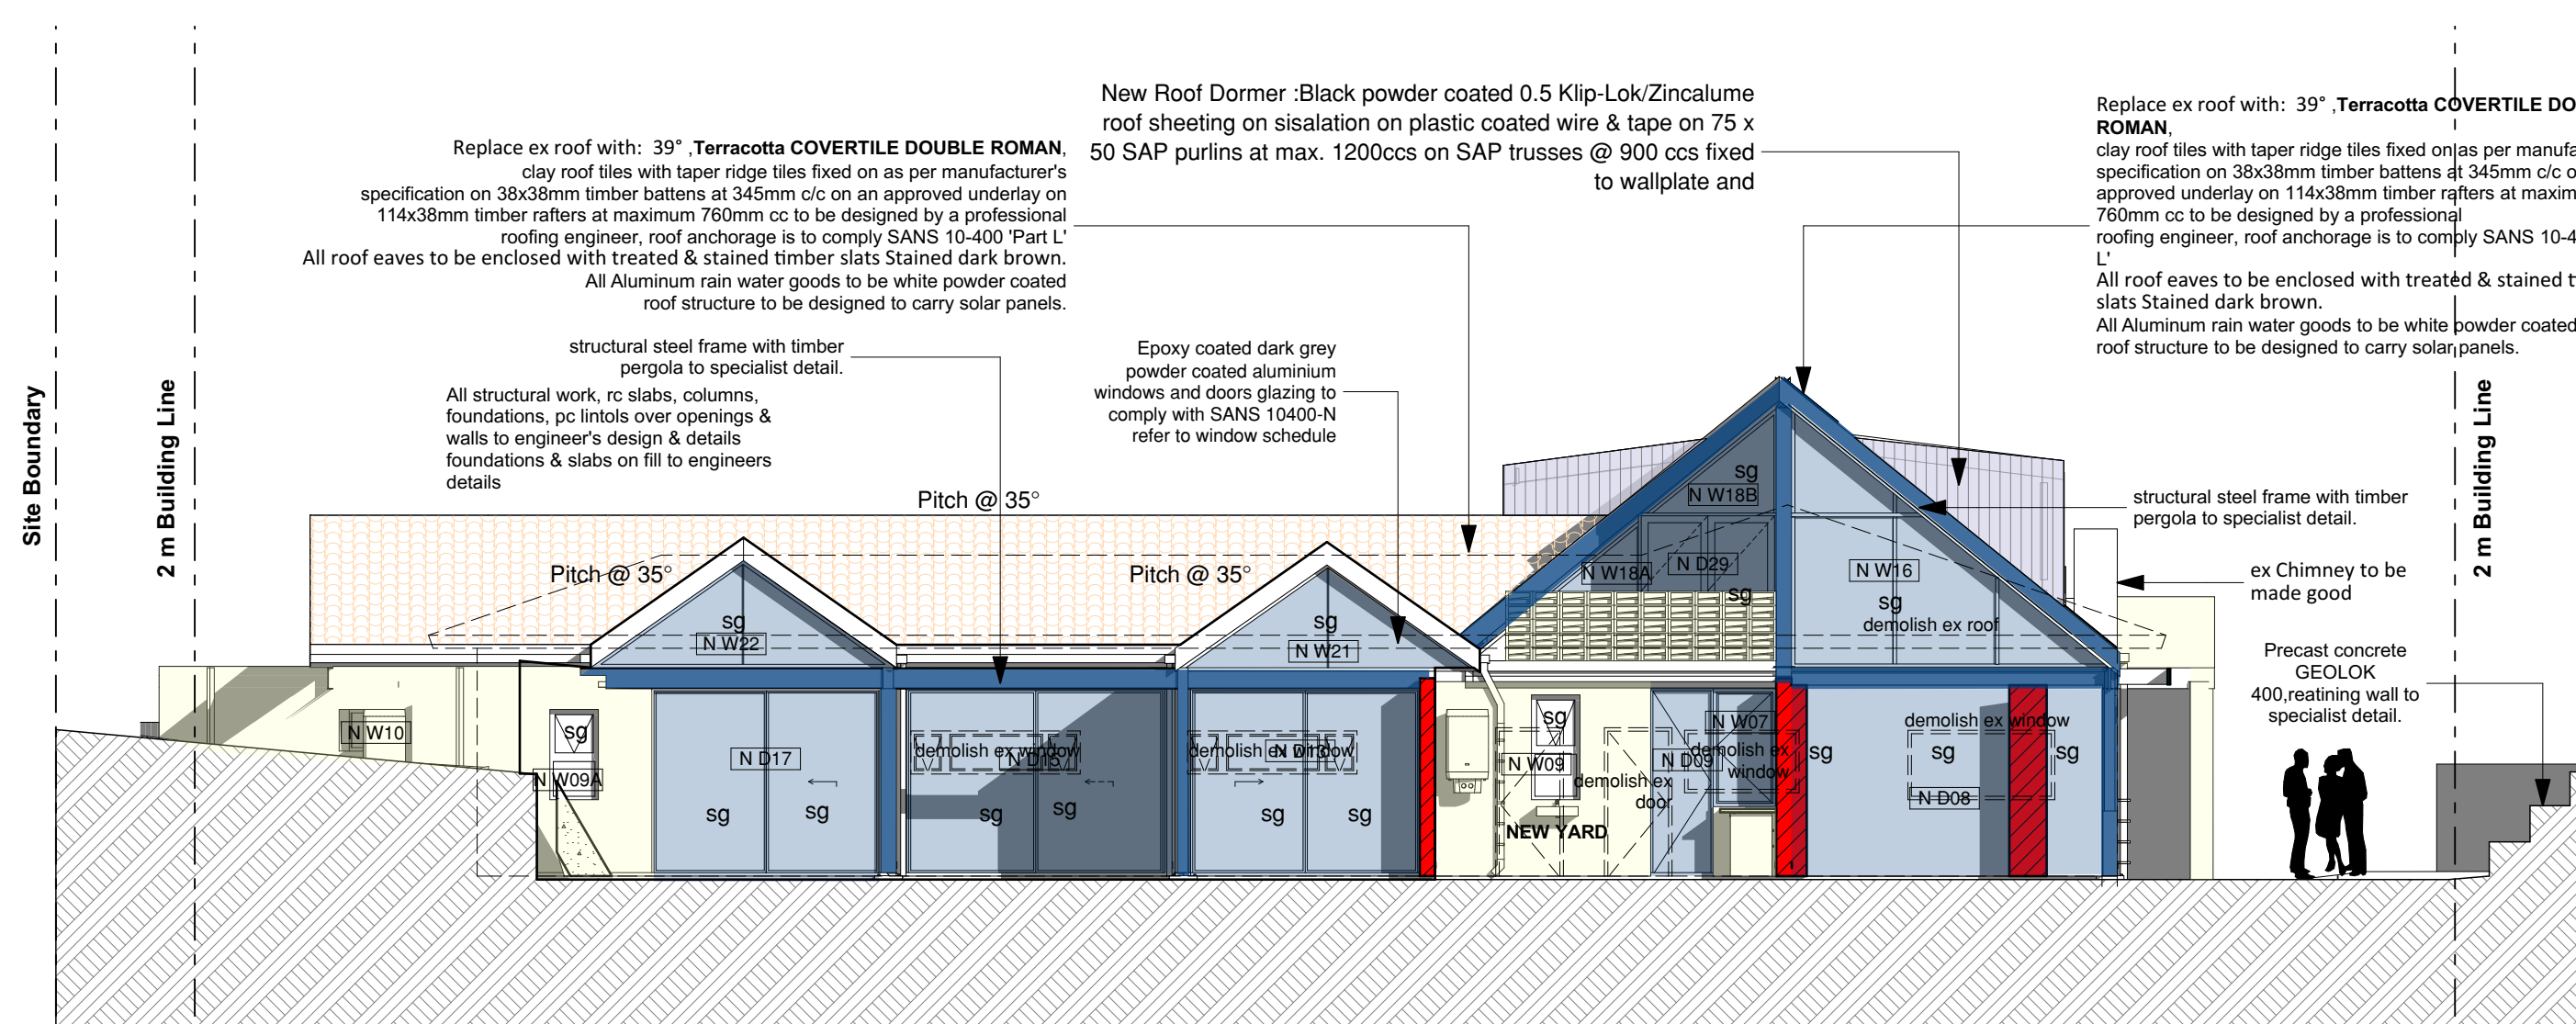 New Roof Dormer :Black powder coated 0.5 Klip-Lok/Zincalume
roof sheeting on sisalation on plastic coated wire & tape on 75 x
50 SAP purlins at max. 1200ccs on SAP trusses @ 900 ccs fixed
to wallplate and
Replace ex roof with: 39° ,Terracotta COVERTILE DOUBLE ROMAN,
clay roof tiles with taper ridge tiles fixed on as per manufacturer's
specification on 38x38mm timber battens at 345mm c/c on an approved underlay on
114x38mm timber rafters at maximum 760mm cc to be designed by a professional
roofing engineer, roof anchorage is to comply SANS 10-400 'Part L'
All roof eaves to be enclosed with treated & stained timber slats Stained dark brown.
All Aluminum rain water goods to be white powder coated
roof structure to be designed to carry solar panels.
Replace ex roof with: 39° ,Terracotta COVERTILE DO
ROMAN,
clay roof tiles with taper ridge tiles fixed on as per manufa
specification on 38x38mm timber battens at 345mm c/c o
approved underlay on 114x38mm timber rafters at maxim
760mm cc to be designed by a professional
roofing engineer, roof anchorage is to comply SANS 10-4
L'
All roof eaves to be enclosed with treated & stained t
slats Stained dark brown.
All Aluminum rain water goods to be white powder coated
roof structure to be designed to carry solar panels.
structural steel frame with timber
pergola to specialist detail.
All structural work, rc slabs, columns,
foundations, pc lintols over openings &
walls to engineer's design & details
foundations & slabs on fill to engineers
details
Epoxy coated dark grey
powder coated aluminium
windows and doors glazing to
comply with SANS 10400-N
refer to window schedule
Site Boundary
2 m Building Line
2 m Building Line
Pitch @ 35°
Pitch @ 35°
Pitch @ 35°
structural steel frame with timber
pergola to specialist detail.
ex Chimney to be
made good
Precast concrete
GEOLOK
400,reatining wall to
specialist detail.
sg
N W18B
N W18A
N D29
sg
N W16
sg
demolish ex roof
sg
N W22
sg
N W21
N W10
sg
N W09A
N D17
sg
sg
demolish ex window
N D15
sg
sg
demolish ex window
N D13
sg
sg
sg
N W09
demolish ex
door
NEW YARD
N D09
N W07
demolish ex
window
sg
demolish ex window
sg
sg
N D08